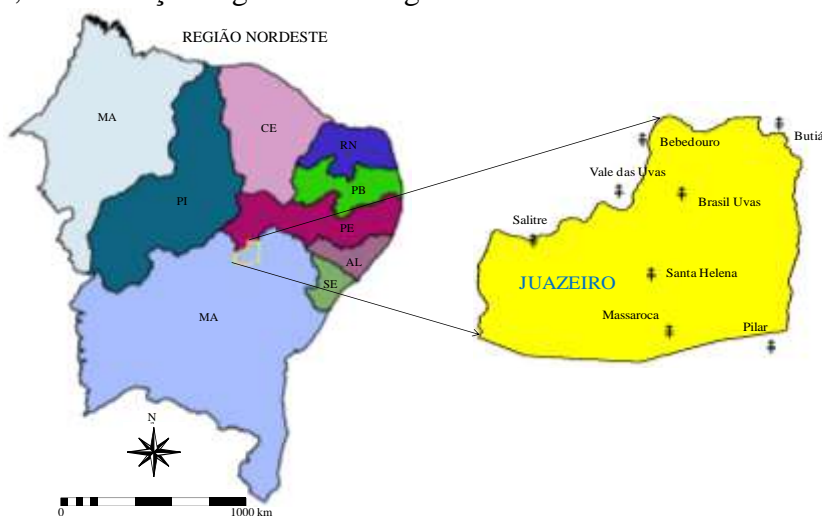 REGIÃO NORDESTE
MA
CE
RN
PI
PB
PE
AL
SE
MA
N
0
1000 km
Bebedouro
Butiá
Vale das Uvas
Brasil Uvas
Salitre
Santa Helena
JUAZEIRO
Massaroca
Pilar